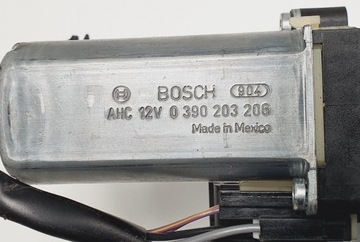 BOSCH 904
AHC 12V 0 390 203 206
Made in Mexico